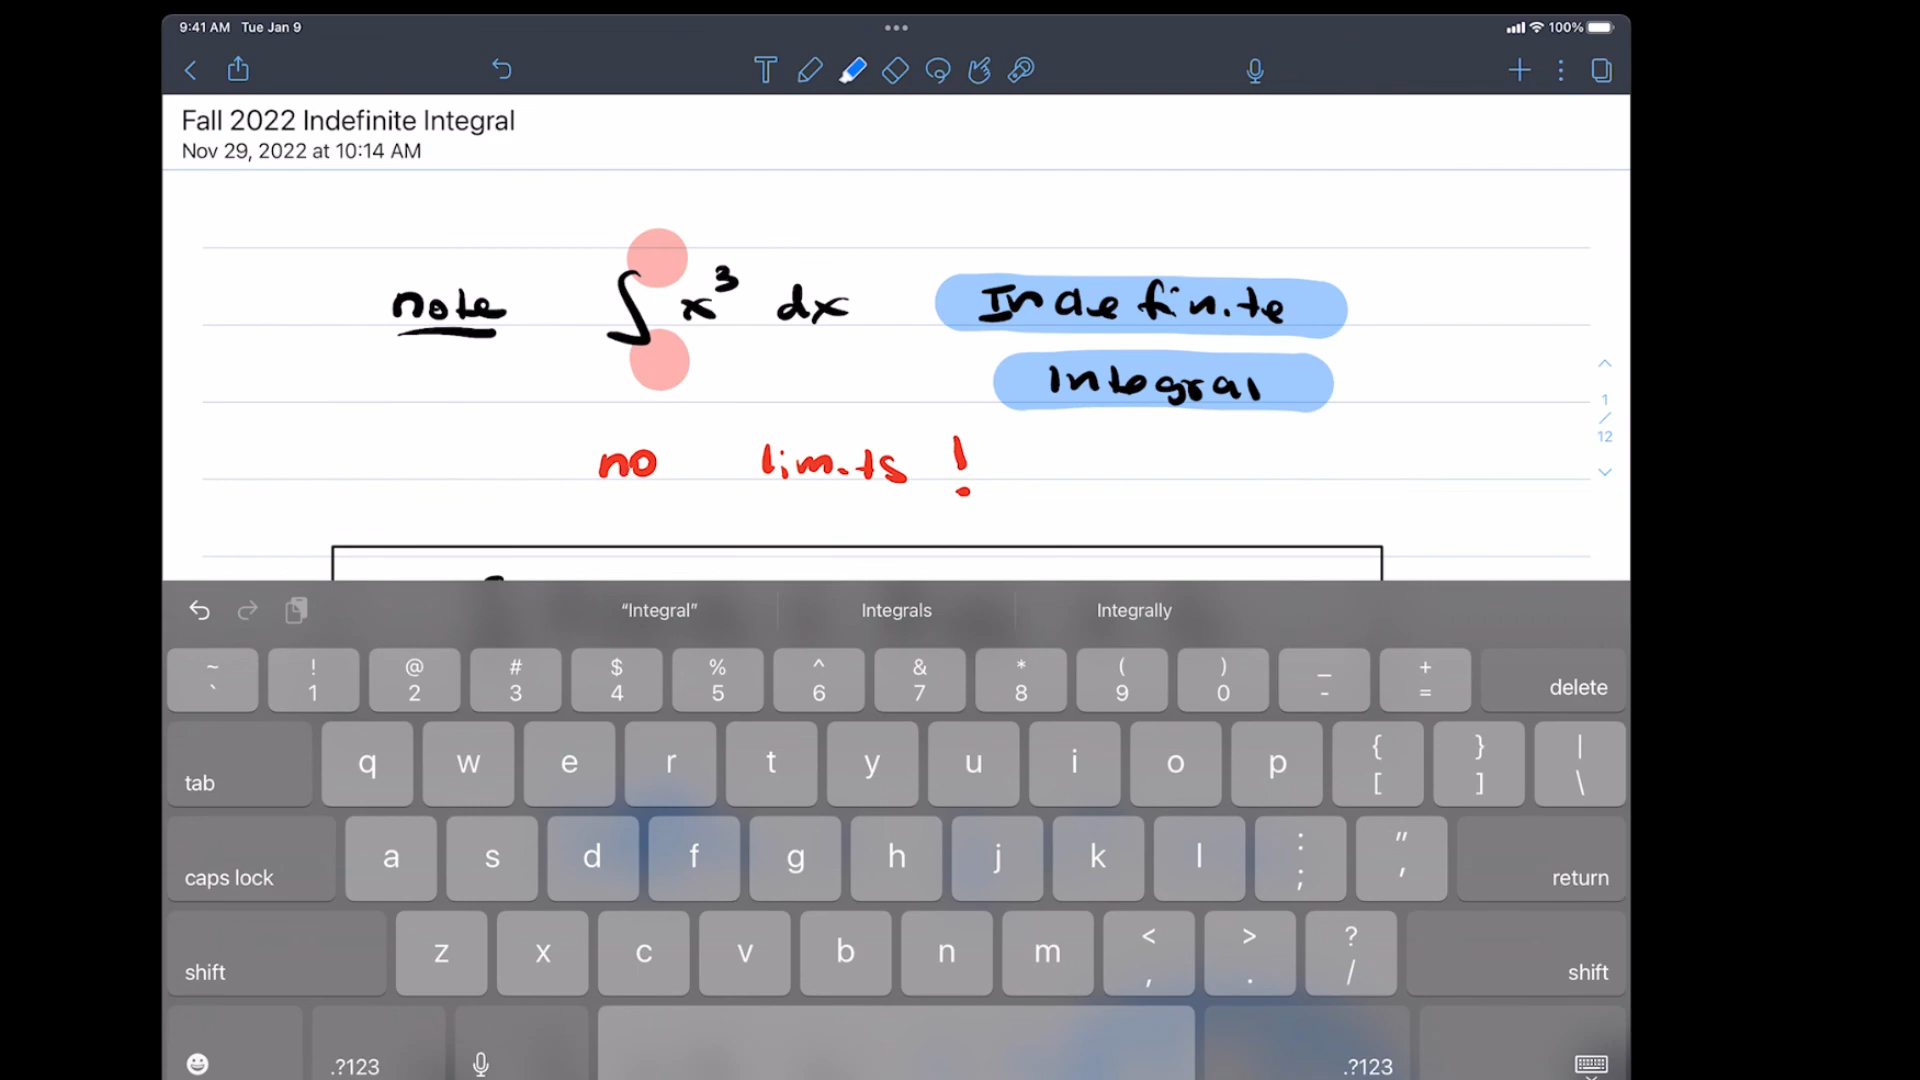 9:41 AM Tue Jan 9
100%
Fall 2022 Indefinite Integral
Nov 29, 2022 at 10:14 AM
note ∫ x³ dx Indefinite
Integral
1
/
12
no limits !
“Integral” Integrals Integrally
~ ! @ # $ % ^ & * ( ) _ +
` 1 2 3 4 5 6 7 8 9 0 - = delete
tab q w e r t y u i o p { [ } ] | \
caps lock a s d f g h j k l : ; " ' return
shift z x c v b n m < , > . ? / shift
.?123 .?123